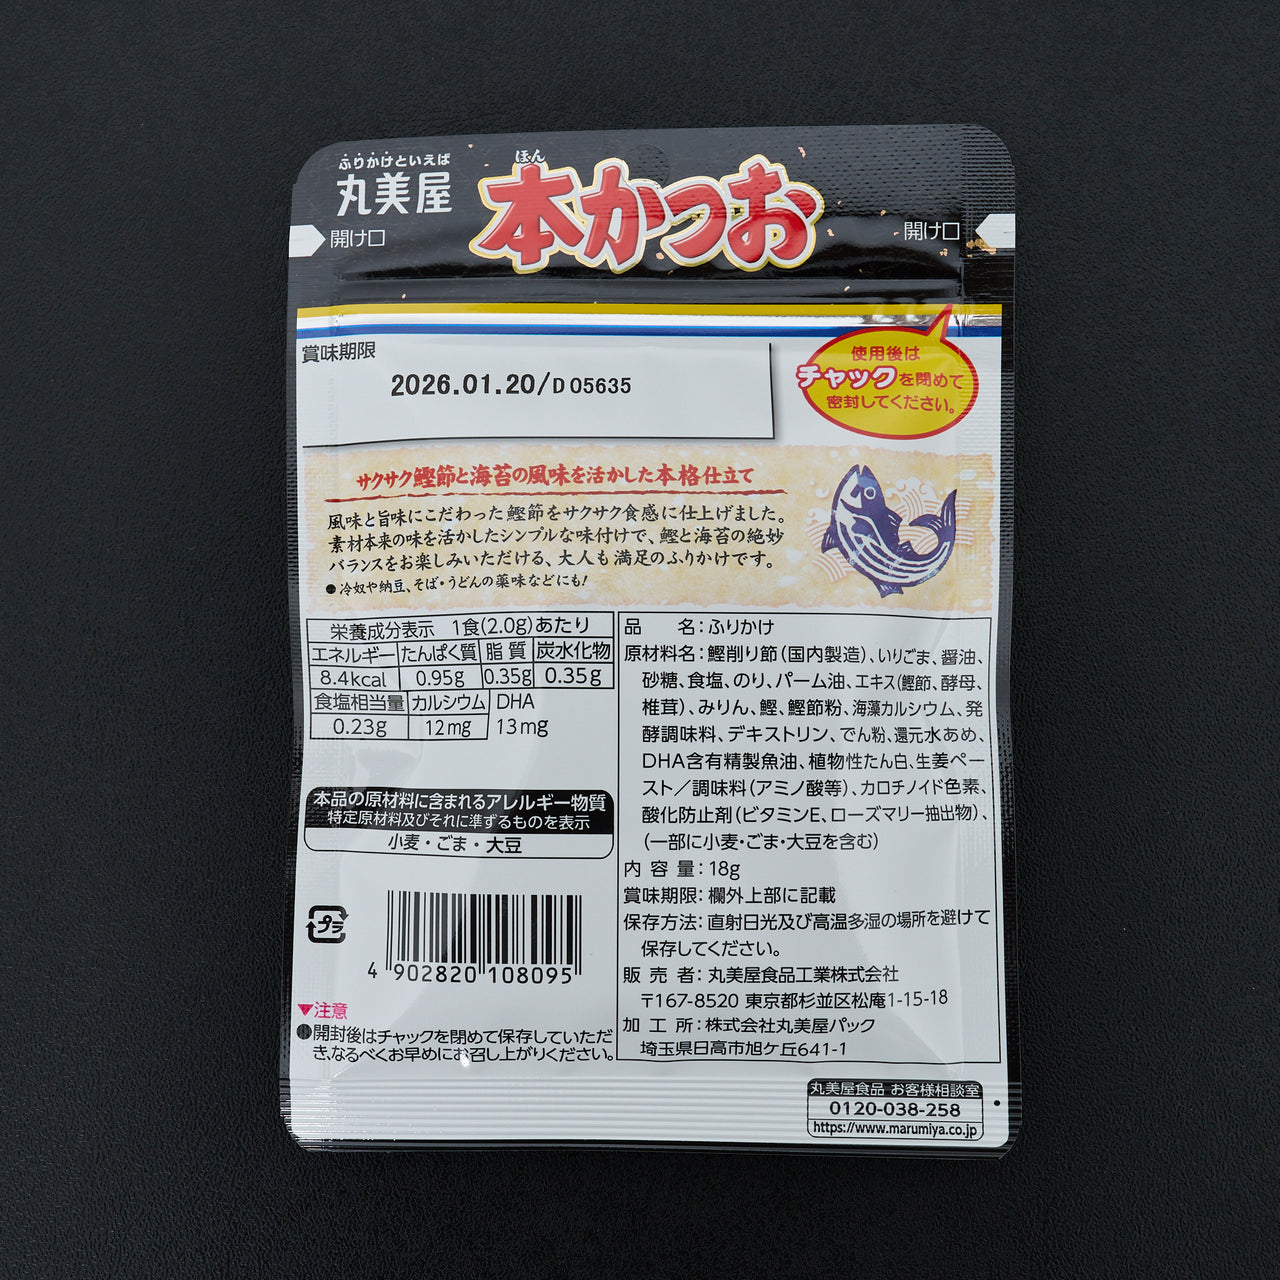 ふりかけといえば
丸美屋
ほん
本かつお
開け口
開け口
賞味期限
2026.01.20/D 05635
使用後は
チャックを閉めて
密封してください。
サクサク鰹節と海苔の風味を活かした本格仕立て
風味と旨味にこだわった鰹節をサクサク食感に仕上げました。
素材本来の味を活かしたシンプルな味付けで、鰹と海苔の絶妙
バランスをお楽しみいただける、大人も満足のふりかけです。
●冷奴や納豆、そば・うどんの薬味などにも!
栄養成分表示 1食(2.0g)あたり
エネルギー たんぱく質 脂質 炭水化物
8.4kcal 0.95g 0.35g 0.35g
食塩相当量 カルシウム DHA
0.23g 12mg 13mg
本品の原材料に含まれるアレルギー物質
特定原材料及びそれに準ずるものを表示
小麦・ごま・大豆
プラ
4 902820 108095
▼注意
●開封後はチャックを閉めて保存していただ
き、なるべくお早めにお召し上がりください。
品名:ふりかけ
原材料名:鰹削り節(国内製造)、いりごま、醤油、
砂糖、食塩、のり、パーム油、エキス(鰹節、酵母、
椎茸)、みりん、鰹、鰹節粉、海藻カルシウム、発
酵調味料、デキストリン、でん粉、還元水あめ、
DHA含有精製魚油、植物性たん白、生姜ペー
スト/調味料(アミノ酸等)、カロチノイド色素、
酸化防止剤(ビタミンE、ローズマリー抽出物)、
(一部に小麦・ごま・大豆を含む)
内容量:18g
賞味期限:欄外上部に記載
保存方法:直射日光及び高温多湿の場所を避けて
保存してください。
販売者:丸美屋食品工業株式会社
〒167-8520 東京都杉並区松庵1-15-18
加工所:株式会社丸美屋パック
埼玉県日高市旭ケ丘641-1
丸美屋食品 お客様相談室
0120-038-258
https://www.marumiya.co.jp